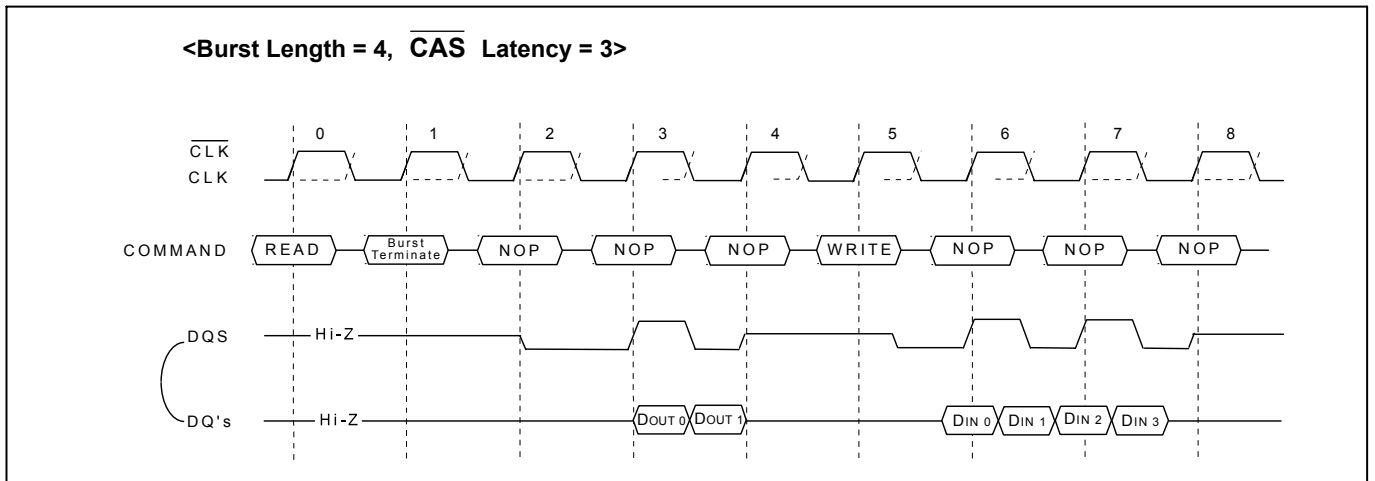 <Burst Length = 4, CAS Latency = 3>
0 1 2 3 4 5 6 7 8
CLK
CLK
COMMAND READ Burst Terminate NOP NOP NOP WRITE NOP NOP NOP
DQS Hi-Z
DQ's Hi-Z DOUT 0 DOUT 1 DIN 0 DIN 1 DIN 2 DIN 3